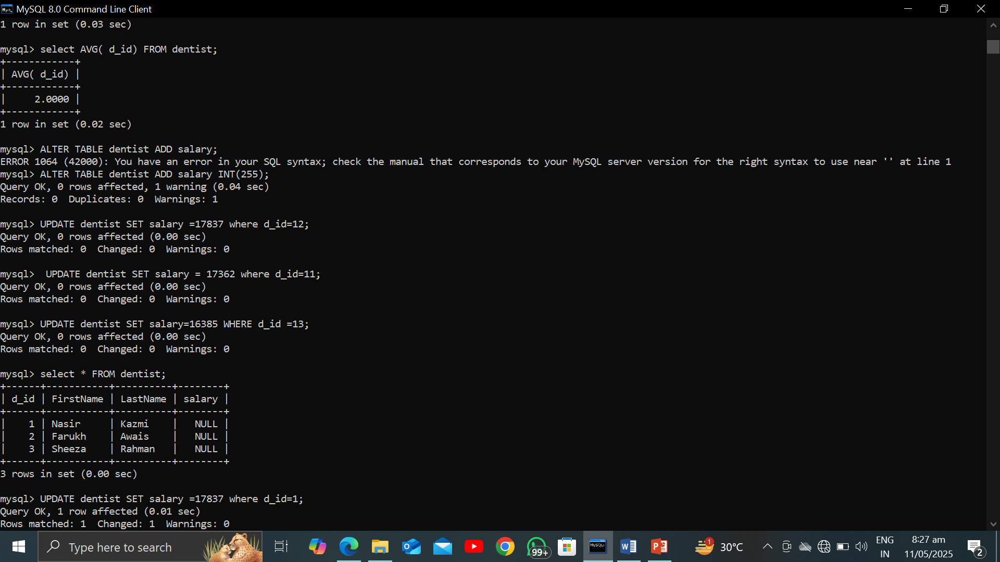 MySQL 8.0 Command Line Client
1 row in set (0.03 sec)
mysql> select AVG( d_id) FROM dentist;
+------------+
| AVG( d_id) |
+------------+
|     2.0000 |
+------------+
1 row in set (0.02 sec)
mysql> ALTER TABLE dentist ADD salary;
ERROR 1064 (42000): You have an error in your SQL syntax; check the manual that corresponds to your MySQL server version for the right syntax to use near '' at line 1
mysql> ALTER TABLE dentist ADD salary INT(255);
Query OK, 0 rows affected, 1 warning (0.04 sec)
Records: 0  Duplicates: 0  Warnings: 1
mysql> UPDATE dentist SET salary =17837 where d_id=12;
Query OK, 0 rows affected (0.00 sec)
Rows matched: 0  Changed: 0  Warnings: 0
mysql>  UPDATE dentist SET salary = 17362 where d_id=11;
Query OK, 0 rows affected (0.00 sec)
Rows matched: 0  Changed: 0  Warnings: 0
mysql> UPDATE dentist SET salary=16385 WHERE d_id =13;
Query OK, 0 rows affected (0.00 sec)
Rows matched: 0  Changed: 0  Warnings: 0
mysql> select * FROM dentist;
+------+-----------+----------+--------+
| d_id | FirstName | LastName | salary |
+------+-----------+----------+--------+
|    1 | Nasir     | Kazmi    |   NULL |
|    2 | Farukh    | Awais    |   NULL |
|    3 | Sheeza    | Rahman   |   NULL |
+------+-----------+----------+--------+
3 rows in set (0.00 sec)
mysql> UPDATE dentist SET salary =17837 where d_id=1;
Query OK, 1 row affected (0.01 sec)
Rows matched: 1  Changed: 1  Warnings: 0
Type here to search
99+
MySQL>
1
30°C
ENG
IN
8:27 am
11/05/2025
2